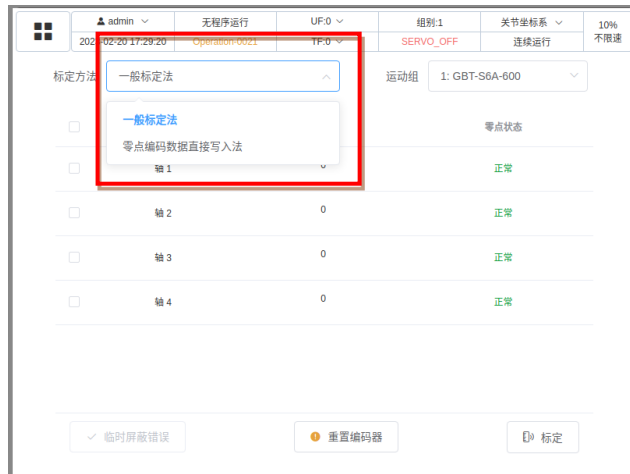 admin 无程序运行 UF:0 组别:1 关节坐标系 10%
2023-02-20 17:29:20 Operation-0021 TF:0 SERVO_OFF 连续运行 不限速
标定方法 一般标定法 运动组 1: GBT-S6A-600
一般标定法 零点状态
零点编码数据直接写入法
轴 1 0 正常
轴 2 0 正常
轴 3 0 正常
轴 4 0 正常
临时屏蔽错误 重置编码器 标定